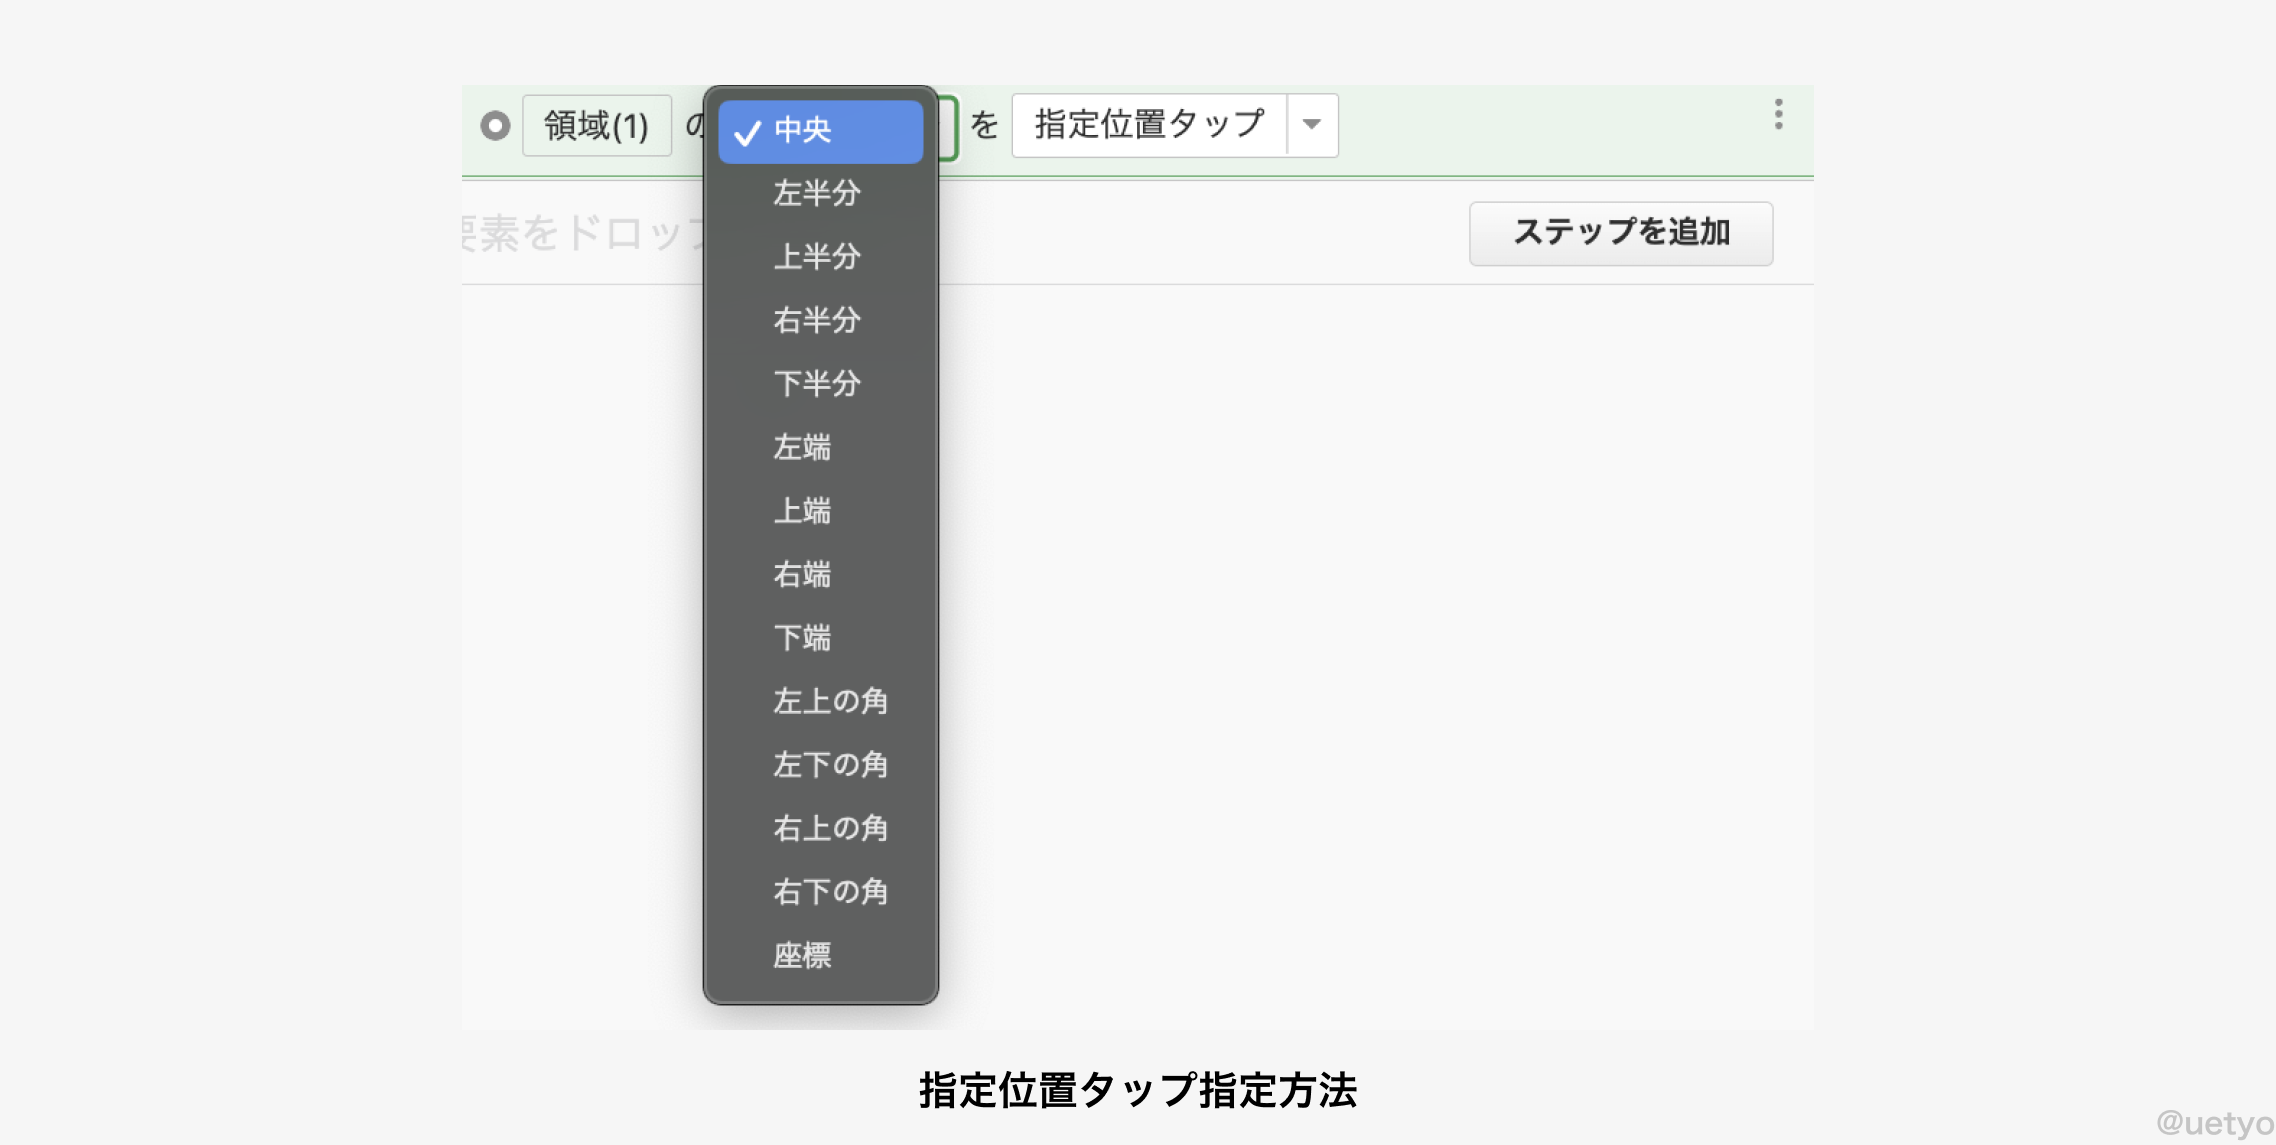 領域(1) の を 指定位置タップ
中央
左半分
要素をドロップ ステップを追加
上半分
右半分
下半分
左端
上端
右端
下端
左上の角
左下の角
右上の角
右下の角
座標
指定位置タップ指定方法
@uetyo